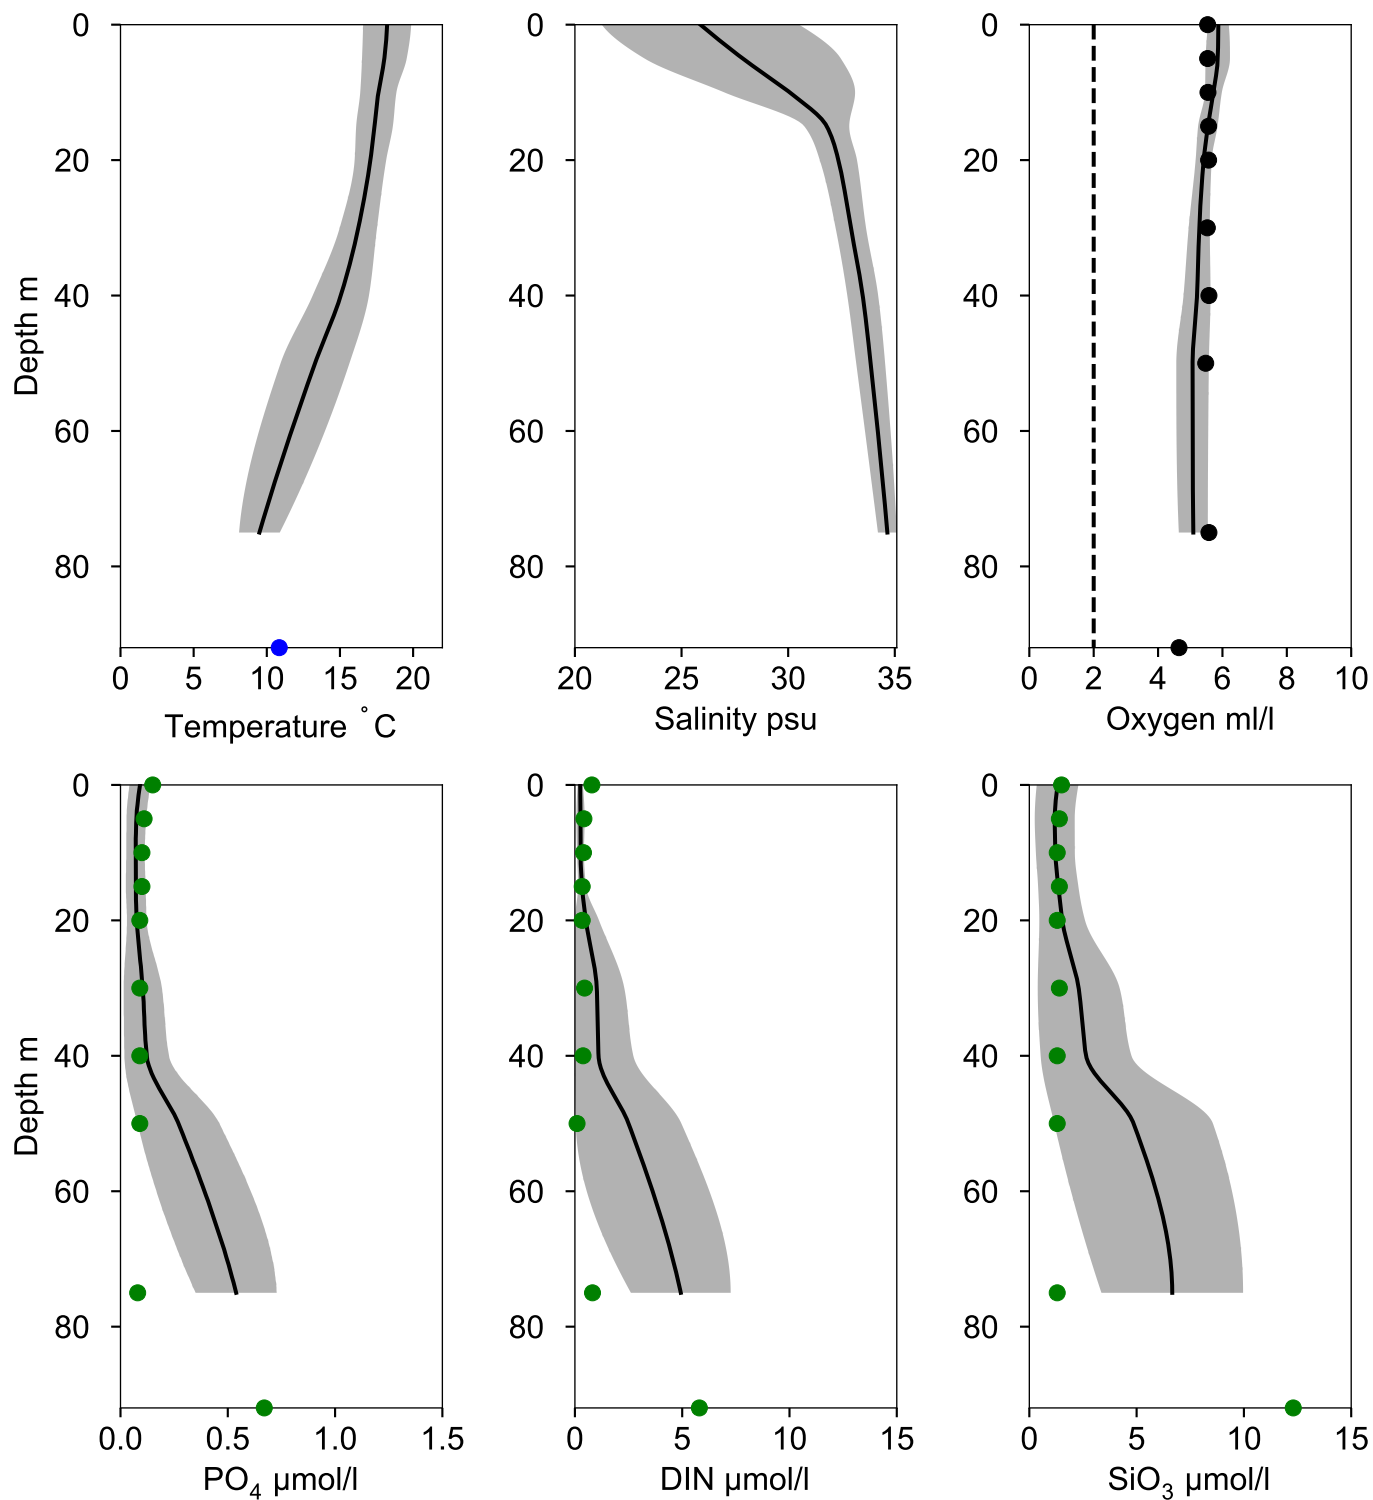 0
20
40
60
80
Depth m
0 5 10 15 20
Temperature °C
0
20
40
60
80
20 25 30 35
Salinity psu
0
20
40
60
80
0 2 4 6 8 10
Oxygen ml/l
0
20
40
60
80
Depth m
0.0 0.5 1.0 1.5
PO₄ µmol/l
0
20
40
60
80
0 5 10 15
DIN µmol/l
0
20
40
60
80
0 5 10 15
SiO₃ µmol/l